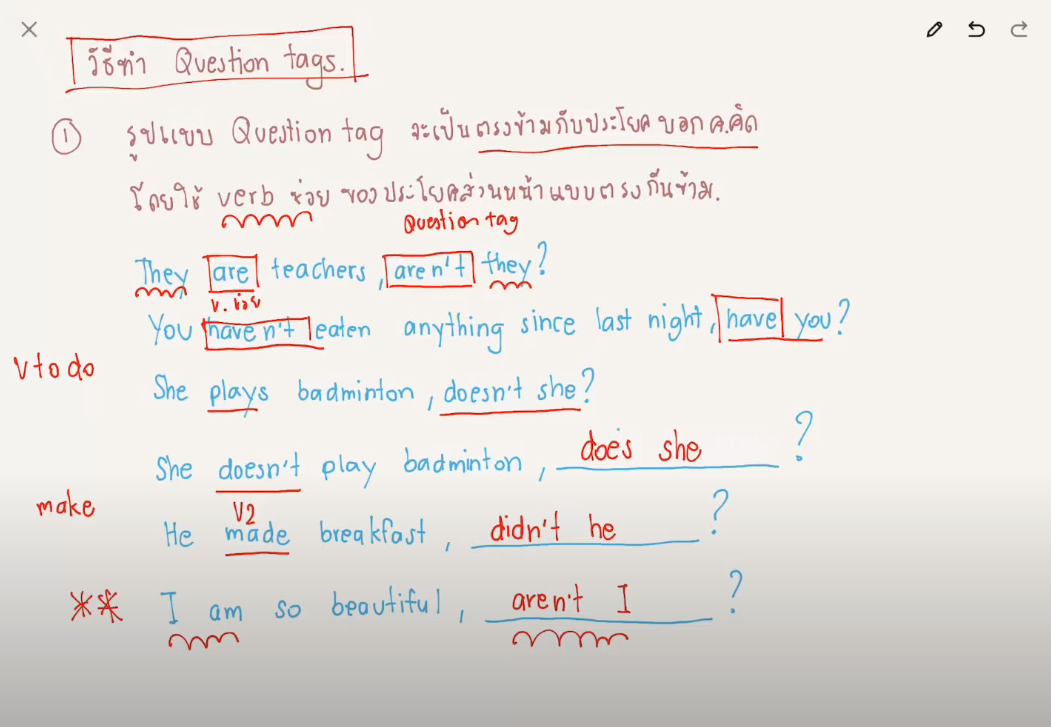 วิธีทำ Question tags.
① รูปแบบ Question tag จะเป็นตรงข้ามกับประโยคบอก ค.คิด
โดยใช้ verb ช่วย ของประโยคส่วนหน้าแบบตรงกันข้าม.
Question tag
They are teachers, aren't they?
v. ช่วย
You haven't eaten anything since last night, have you?
V to do
She plays badminton, doesn't she?
She doesn't play badminton, does she?
make
V2
He made breakfast, didn't he?
** I am so beautiful, aren't I?